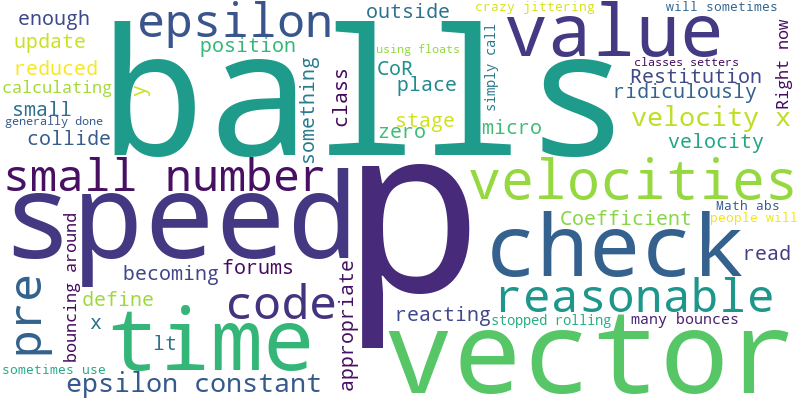 enough
epsilon
outside
crazy jittering
will sometimes
update
position
using floats
value
classes setters
Right now
reduced
balls
CoR
Restitution
calculating
y
something
class
place
simply call
ridiculously
small
zero
stage
micro
velocity x
generally done
collide
velocity
small number
p
velocities
speed
Math abs
Coefficient
people will
check
read
bouncing around
becoming
forums
appropriate
pre
define
code
reasonable
x
time
lt
reacting
stopped rolling
many bounces
vector
sometimes use
epsilon constant